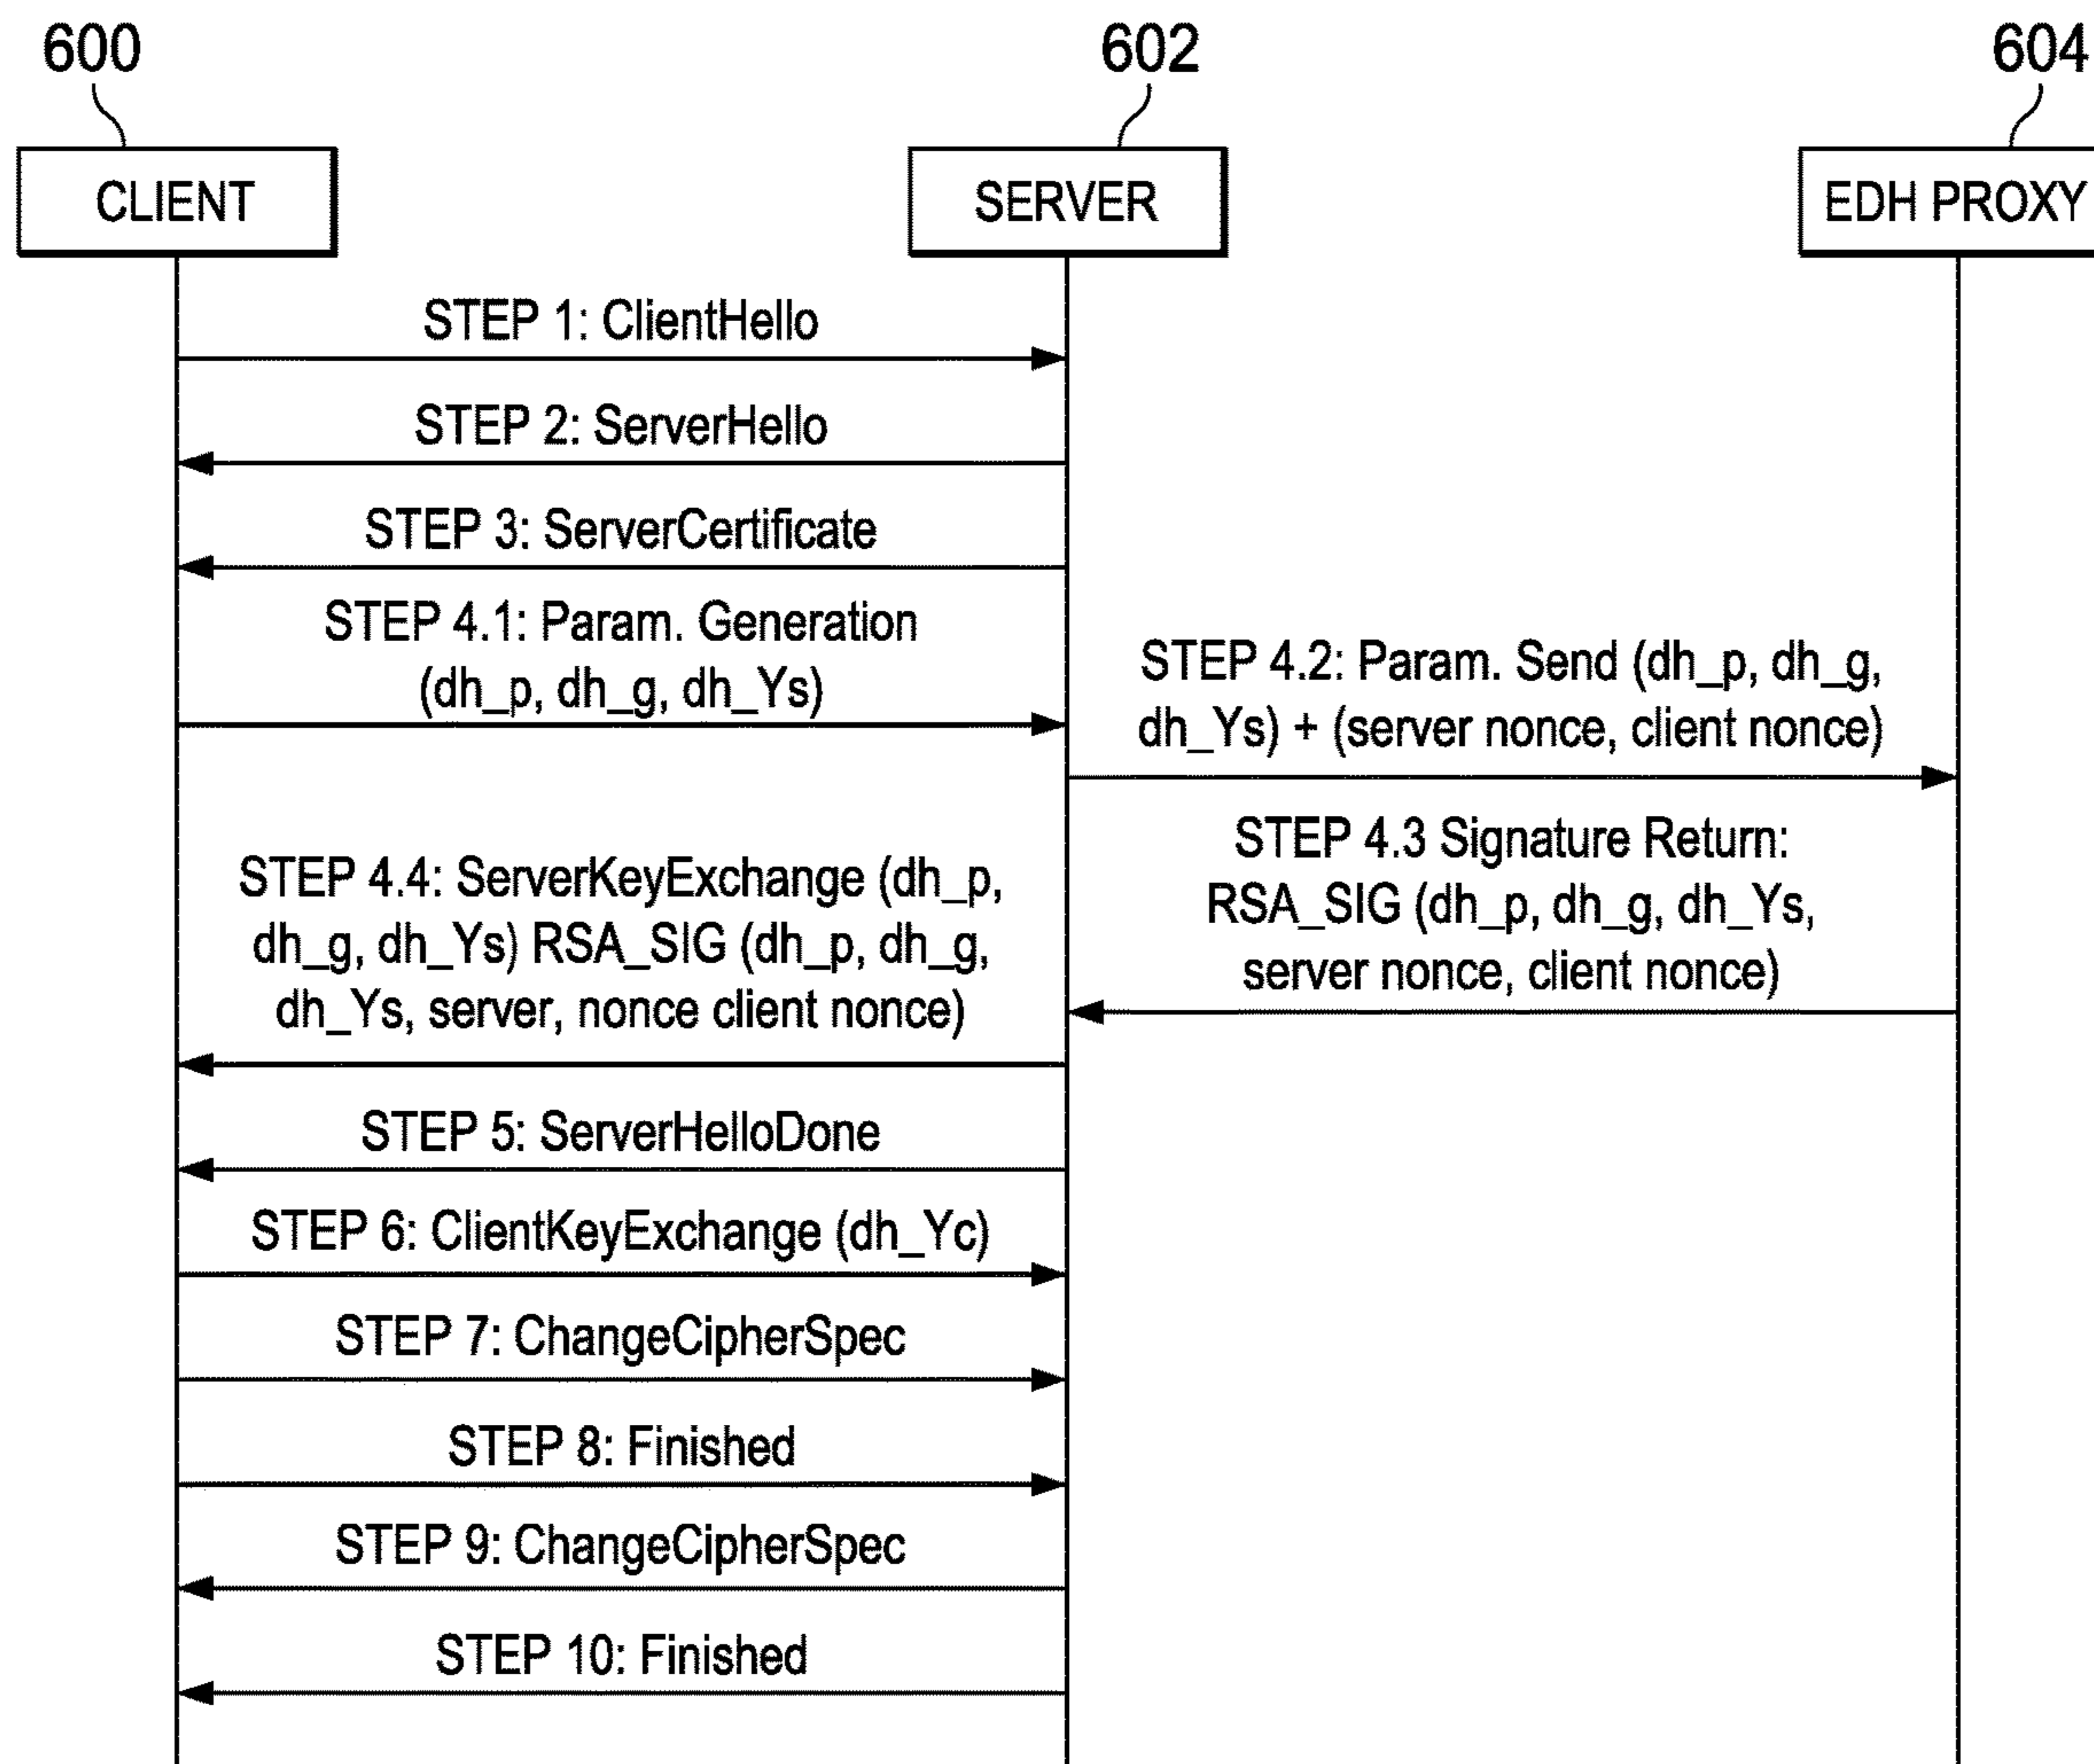 600
602
604
CLIENT
SERVER
EDH PROXY
STEP 1: ClientHello
STEP 2: ServerHello
STEP 3: ServerCertificate
STEP 4.1: Param. Generation
(dh_p, dh_g, dh_Ys)
STEP 4.2: Param. Send (dh_p, dh_g,
dh_Ys) + (server nonce, client nonce)
STEP 4.3 Signature Return:
RSA_SIG (dh_p, dh_g, dh_Ys,
server nonce, client nonce)
STEP 4.4: ServerKeyExchange (dh_p,
dh_g, dh_Ys) RSA_SIG (dh_p, dh_g,
dh_Ys, server, nonce client nonce)
STEP 5: ServerHelloDone
STEP 6: ClientKeyExchange (dh_Yc)
STEP 7: ChangeCipherSpec
STEP 8: Finished
STEP 9: ChangeCipherSpec
STEP 10: Finished